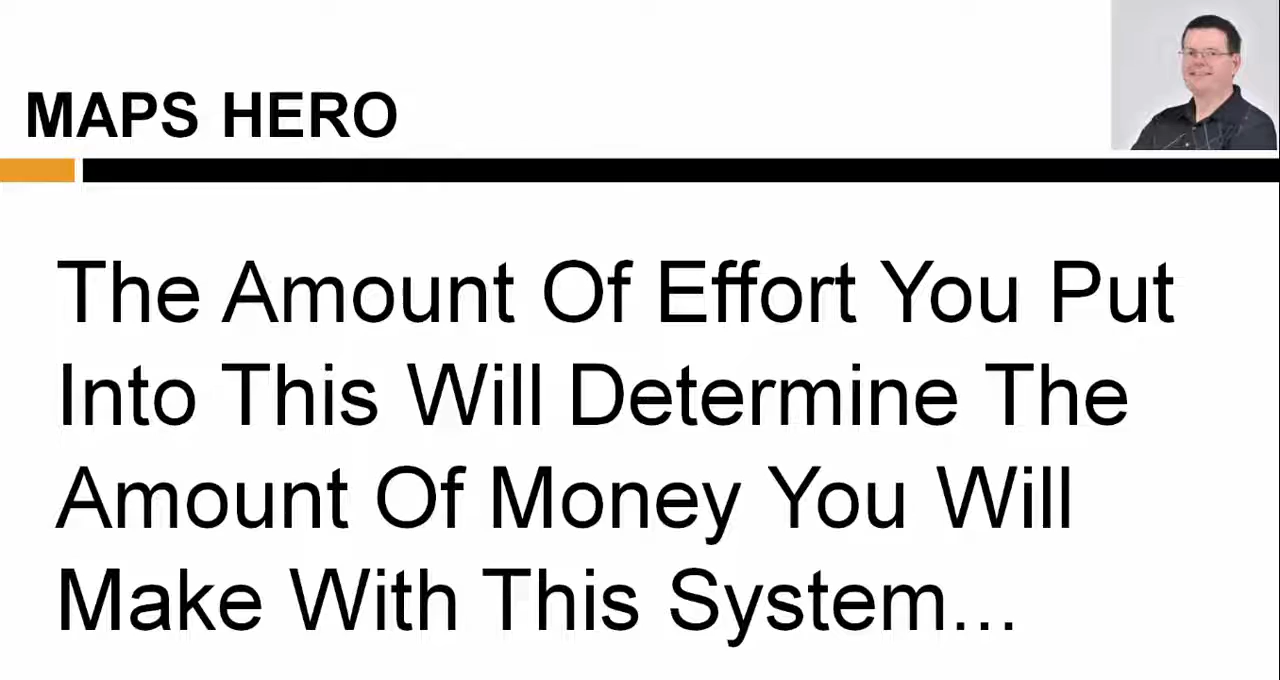 MAPS HERO
The Amount Of Effort You Put
Into This Will Determine The
Amount Of Money You Will
Make With This System...